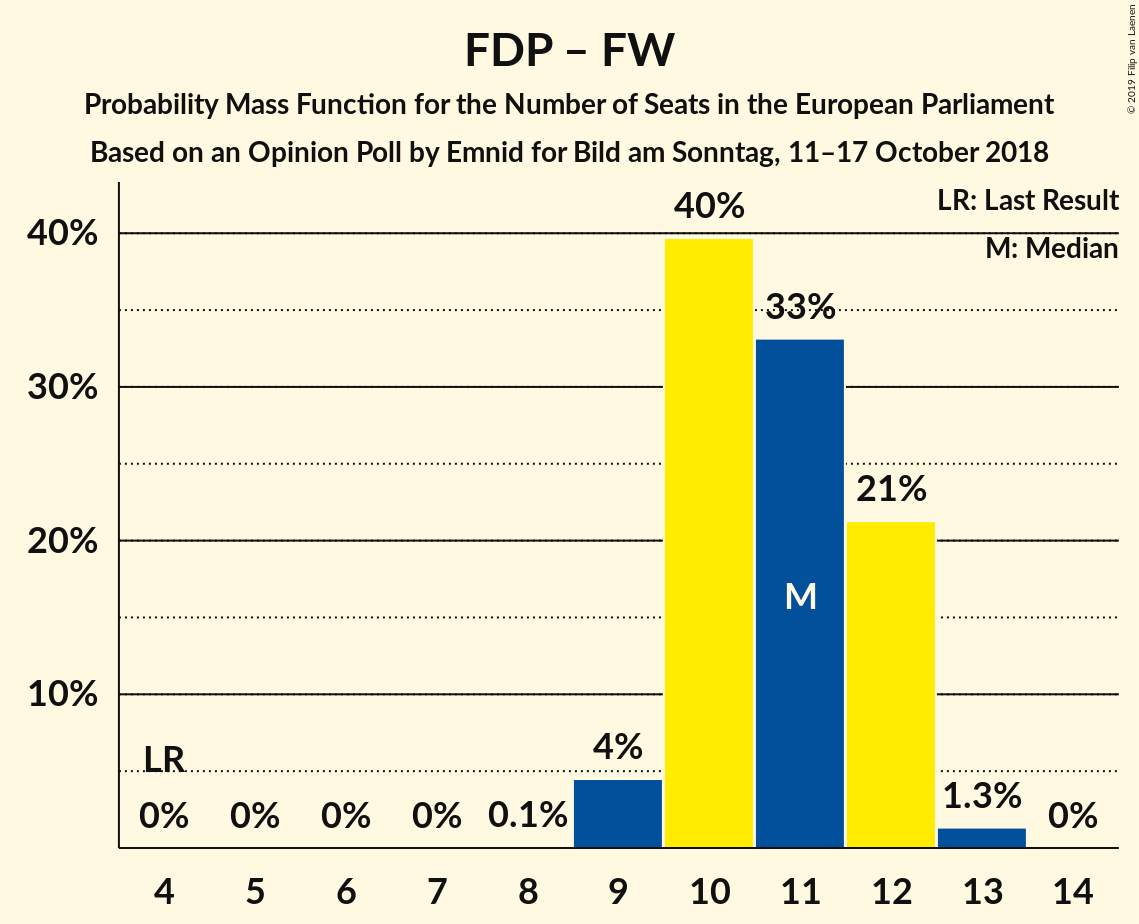 FDP – FW
Probability Mass Function for the Number of Seats in the European Parliament
Based on an Opinion Poll by Emnid for Bild am Sonntag, 11–17 October 2018
© 2019 Filip van Laenen
LR: Last Result
M: Median
40%
30%
20%
10%
LR
0%
0%
0%
0%
0.1%
4%
40%
33%
M
21%
1.3%
0%
4 5 6 7 8 9 10 11 12 13 14